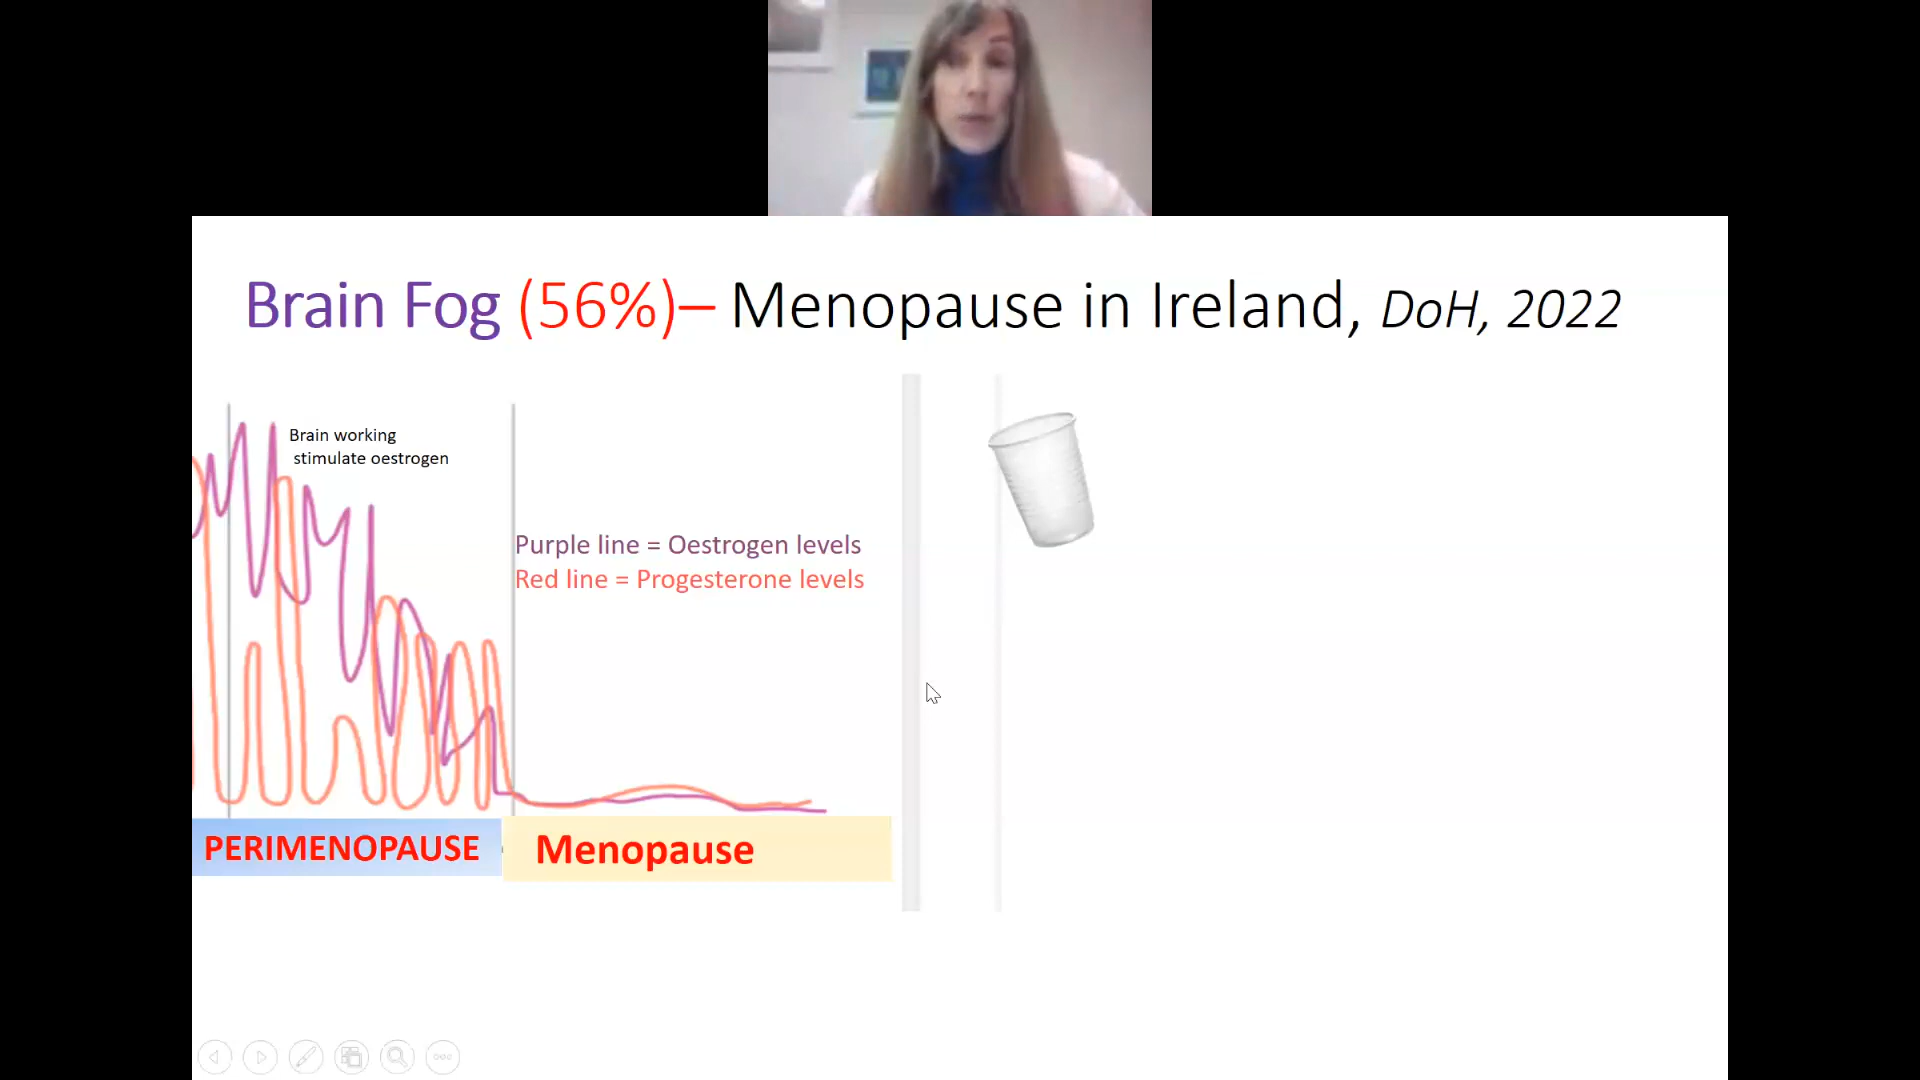 Brain Fog (56%)– Menopause in Ireland, DoH, 2022
Brain working
stimulate oestrogen
Purple line = Oestrogen levels
Red line = Progesterone levels
PERIMENOPAUSE
Menopause